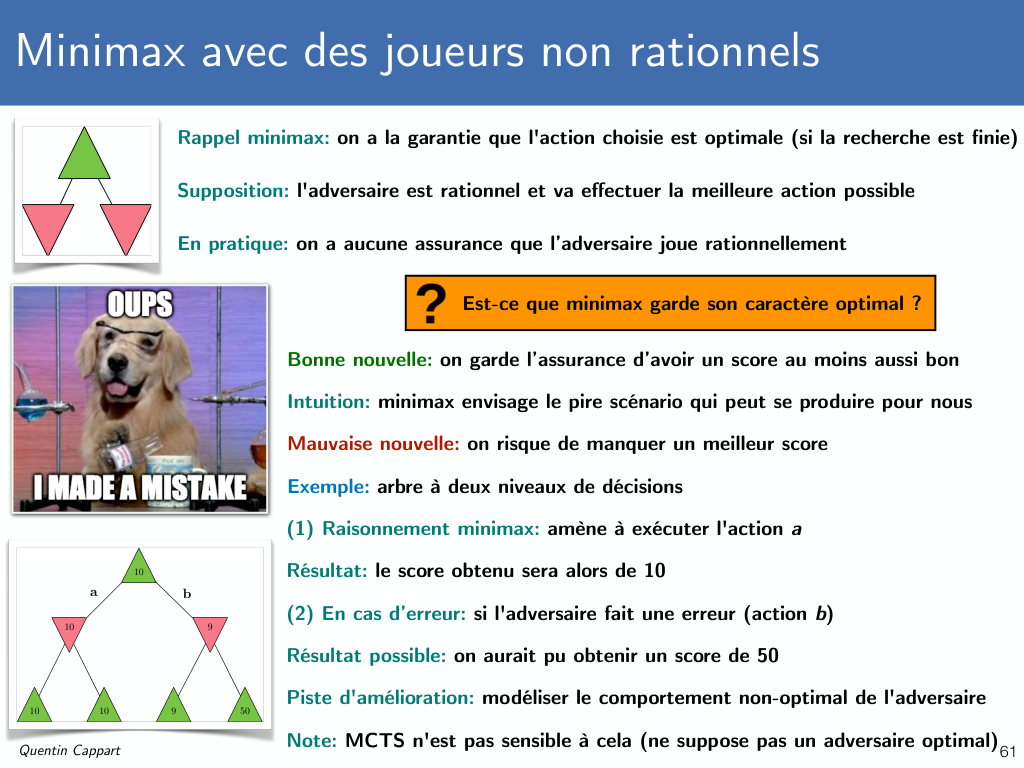 Minimax avec des joueurs non rationnels
Rappel minimax: on a la garantie que l'action choisie est optimale (si la recherche est finie)
Supposition: l'adversaire est rationnel et va effectuer la meilleure action possible
En pratique: on a aucune assurance que l'adversaire joue rationnellement
? Est-ce que minimax garde son caractère optimal ?
OUPS
I MADE A MISTAKE
Bonne nouvelle: on garde l'assurance d'avoir un score au moins aussi bon
Intuition: minimax envisage le pire scénario qui peut se produire pour nous
Mauvaise nouvelle: on risque de manquer un meilleur score
Exemple: arbre à deux niveaux de décisions
(1) Raisonnement minimax: amène à exécuter l'action a
Résultat: le score obtenu sera alors de 10
(2) En cas d'erreur: si l'adversaire fait une erreur (action b)
Résultat possible: on aurait pu obtenir un score de 50
Piste d'amélioration: modéliser le comportement non-optimal de l'adversaire
Note: MCTS n'est pas sensible à cela (ne suppose pas un adversaire optimal)
10
a b
10 9
10 10 9 50
Quentin Cappart
61